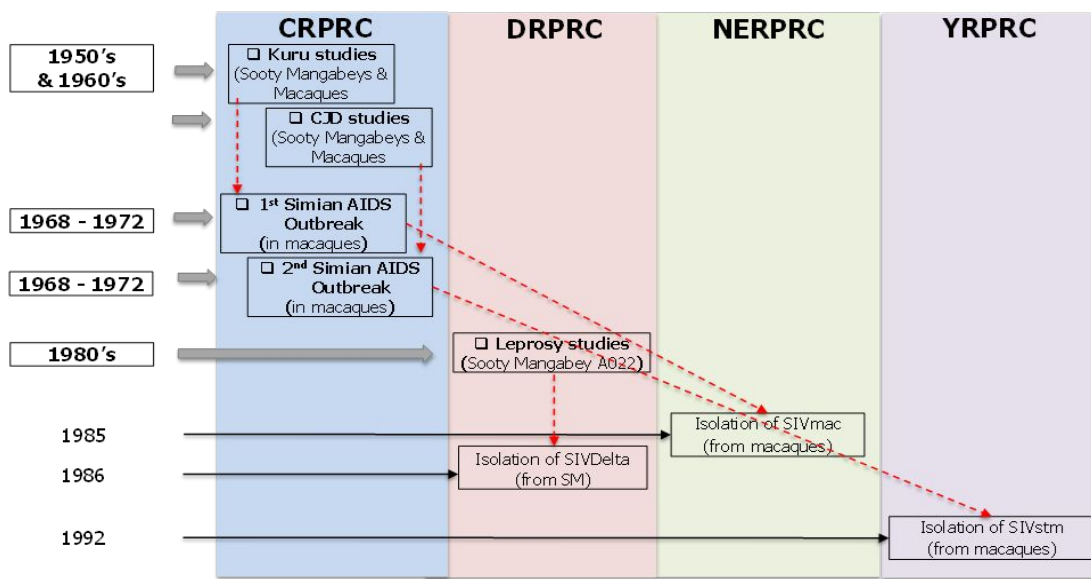 CRPRC
DRPRC
NERPRC
YRPRC
1950's
& 1960's
❑ Kuru studies
(Sooty Mangabeys &
Macaques
❑ CJD studies
(Sooty Mangabeys &
Macaques
1968 - 1972
❑ 1st Simian AIDS
Outbreak
(in macaques)
1968 - 1972
❑ 2nd Simian AIDS
Outbreak
(in macaques)
1980's
❑ Leprosy studies
(Sooty Mangabey A022)
1985
Isolation of SIVmac
(from macaques)
1986
Isolation of SIVDelta
(from SM)
1992
Isolation of SIVstm
(from macaques)